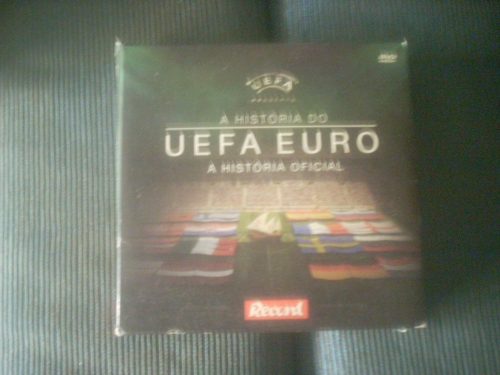 UEFA
A HISTÓRIA DO
UEFA EURO
A HISTÓRIA OFICIAL
Record